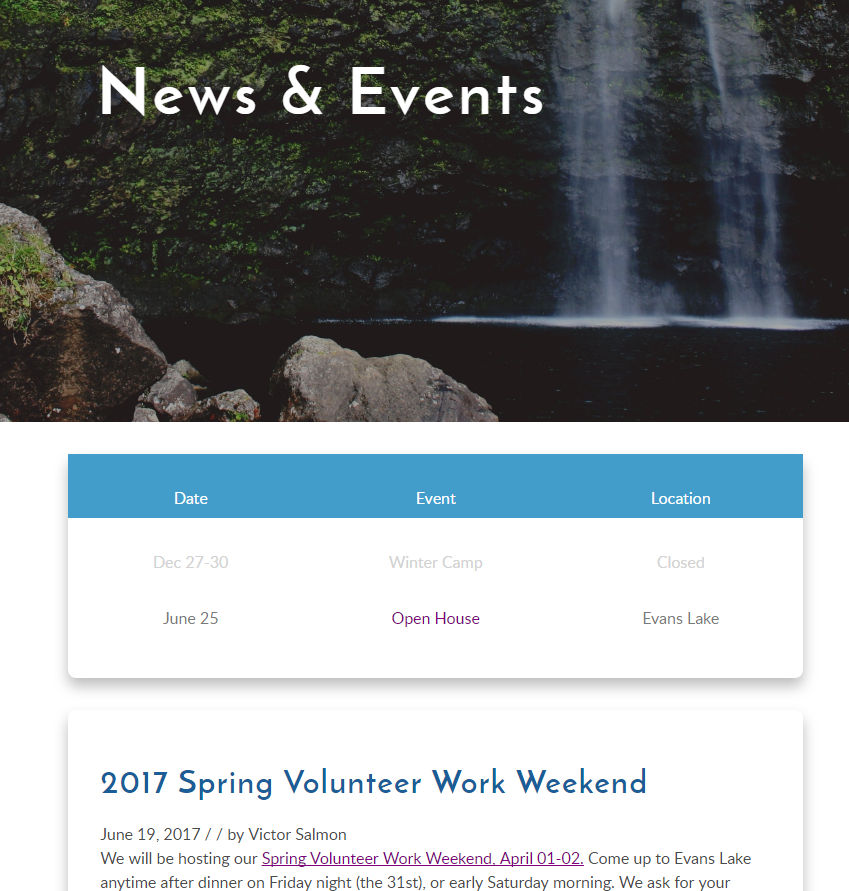 News & Events
Date Event Location
Dec 27-30 Winter Camp Closed
June 25 Open House Evans Lake
2017 Spring Volunteer Work Weekend
June 19, 2017 / / by Victor Salmon
We will be hosting our Spring Volunteer Work Weekend, April 01-02. Come up to Evans Lake
anytime after dinner on Friday night (the 31st), or early Saturday morning. We ask for your